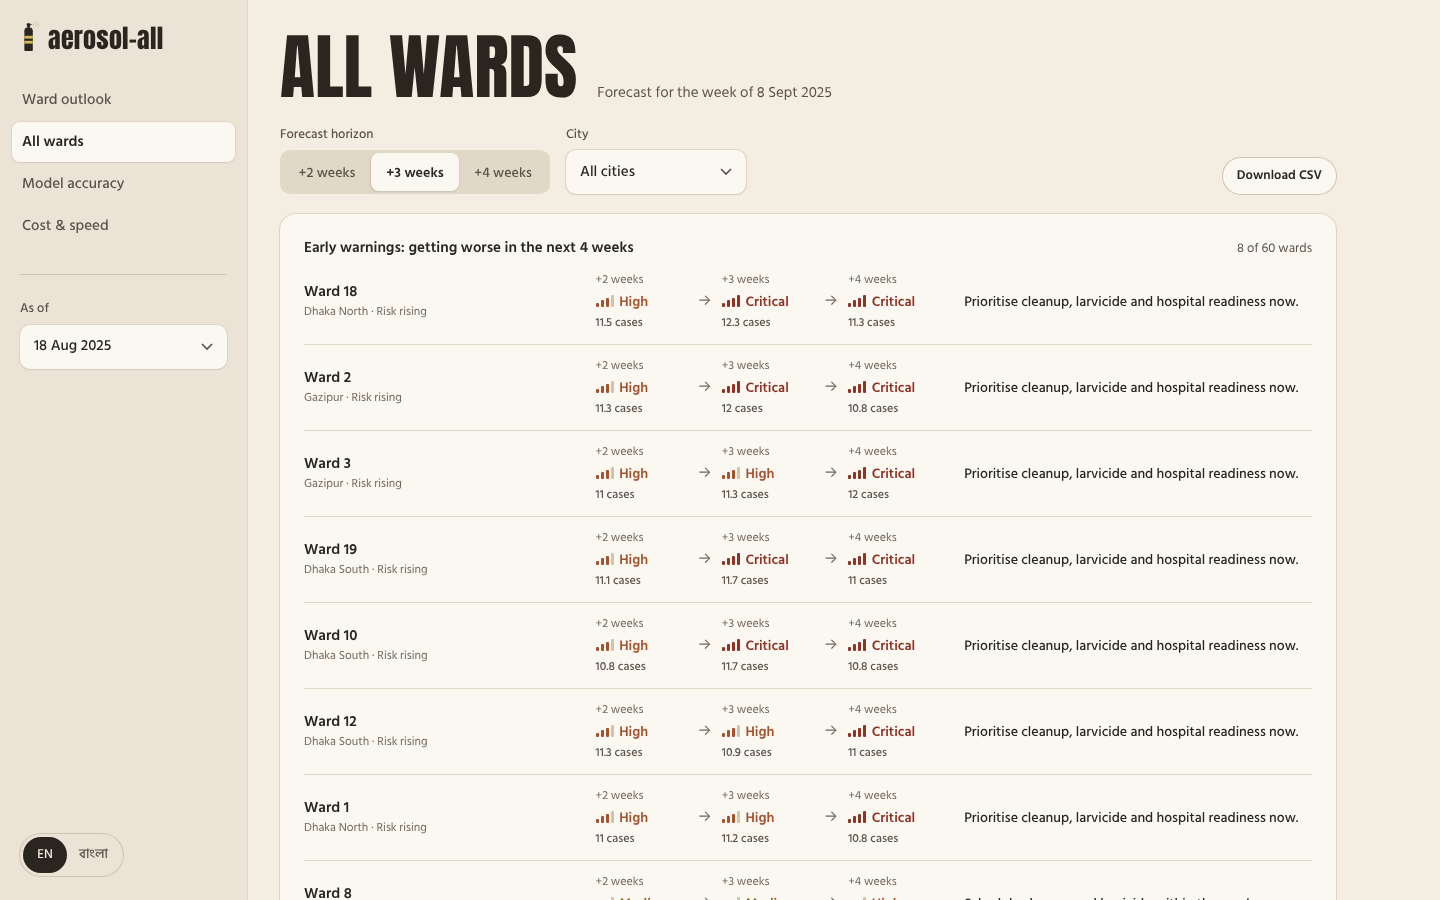 aerosol-all
Ward outlook
All wards
Model accuracy
Cost & speed
As of
18 Aug 2025
EN
বাংলা
ALL WARDS
Forecast for the week of 8 Sept 2025
Forecast horizon
+2 weeks
+3 weeks
+4 weeks
City
All cities
Download CSV
Early warnings: getting worse in the next 4 weeks
8 of 60 wards
Ward 18
Dhaka North · Risk rising
+2 weeks
High
11.5 cases
→
+3 weeks
Critical
12.3 cases
→
+4 weeks
Critical
11.3 cases
Prioritise cleanup, larvicide and hospital readiness now.
Ward 2
Gazipur · Risk rising
+2 weeks
High
11.3 cases
→
+3 weeks
Critical
12 cases
→
+4 weeks
Critical
10.8 cases
Prioritise cleanup, larvicide and hospital readiness now.
Ward 3
Gazipur · Risk rising
+2 weeks
High
11 cases
→
+3 weeks
High
11.3 cases
→
+4 weeks
Critical
12 cases
Prioritise cleanup, larvicide and hospital readiness now.
Ward 19
Dhaka South · Risk rising
+2 weeks
High
11.1 cases
→
+3 weeks
Critical
11.7 cases
→
+4 weeks
Critical
11 cases
Prioritise cleanup, larvicide and hospital readiness now.
Ward 10
Dhaka South · Risk rising
+2 weeks
High
10.8 cases
→
+3 weeks
Critical
11.7 cases
→
+4 weeks
Critical
10.8 cases
Prioritise cleanup, larvicide and hospital readiness now.
Ward 12
Dhaka South · Risk rising
+2 weeks
High
11.3 cases
→
+3 weeks
High
10.9 cases
→
+4 weeks
Critical
11 cases
Prioritise cleanup, larvicide and hospital readiness now.
Ward 1
Dhaka North · Risk rising
+2 weeks
High
11 cases
→
+3 weeks
High
11.2 cases
→
+4 weeks
Critical
10.8 cases
Prioritise cleanup, larvicide and hospital readiness now.
Ward 8
+2 weeks
+3 weeks
+4 weeks